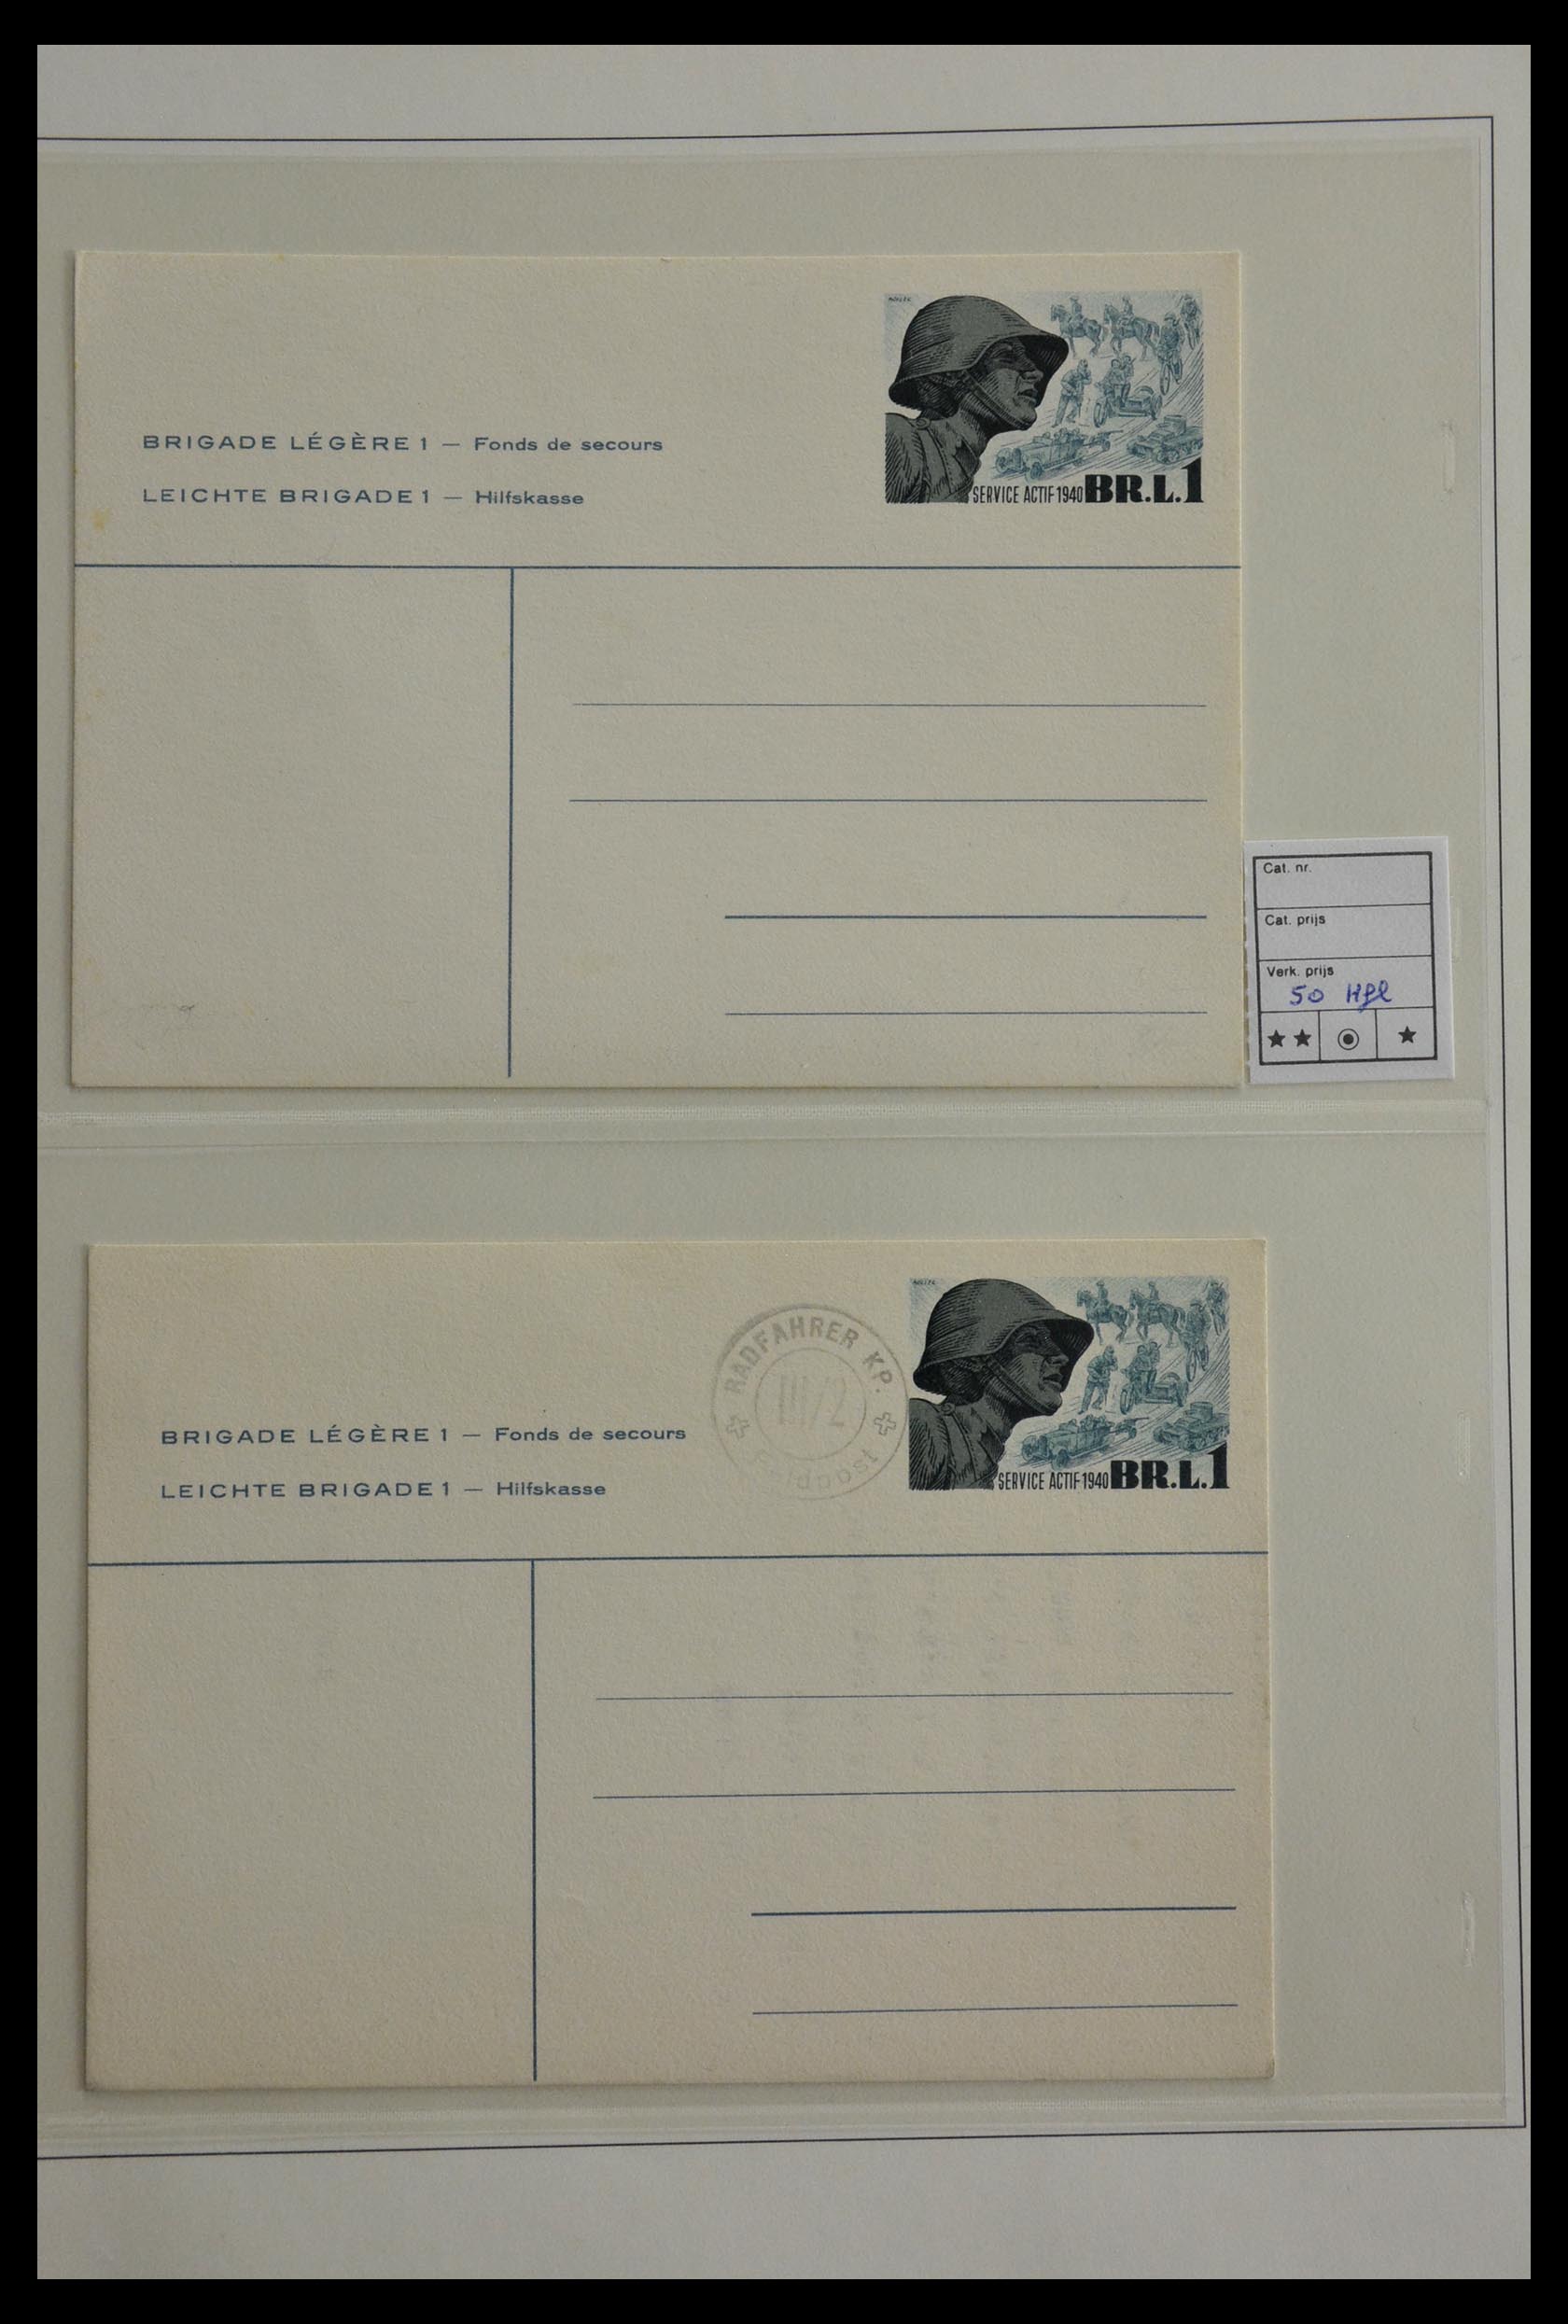 BRIGADE LÉGÈRE 1 — Fonds de secours
LEICHTE BRIGADE 1 — Hilfskasse
SERVICE ACTIF 1940 BR.L.1
Cat. nr.
Cat. prijs
Verk. prijs
50 Hfl
RADFAHRER KP.
III/2
Feldpost
BRIGADE LÉGÈRE 1 — Fonds de secours
LEICHTE BRIGADE 1 — Hilfskasse
SERVICE ACTIF 1940 BR.L.1